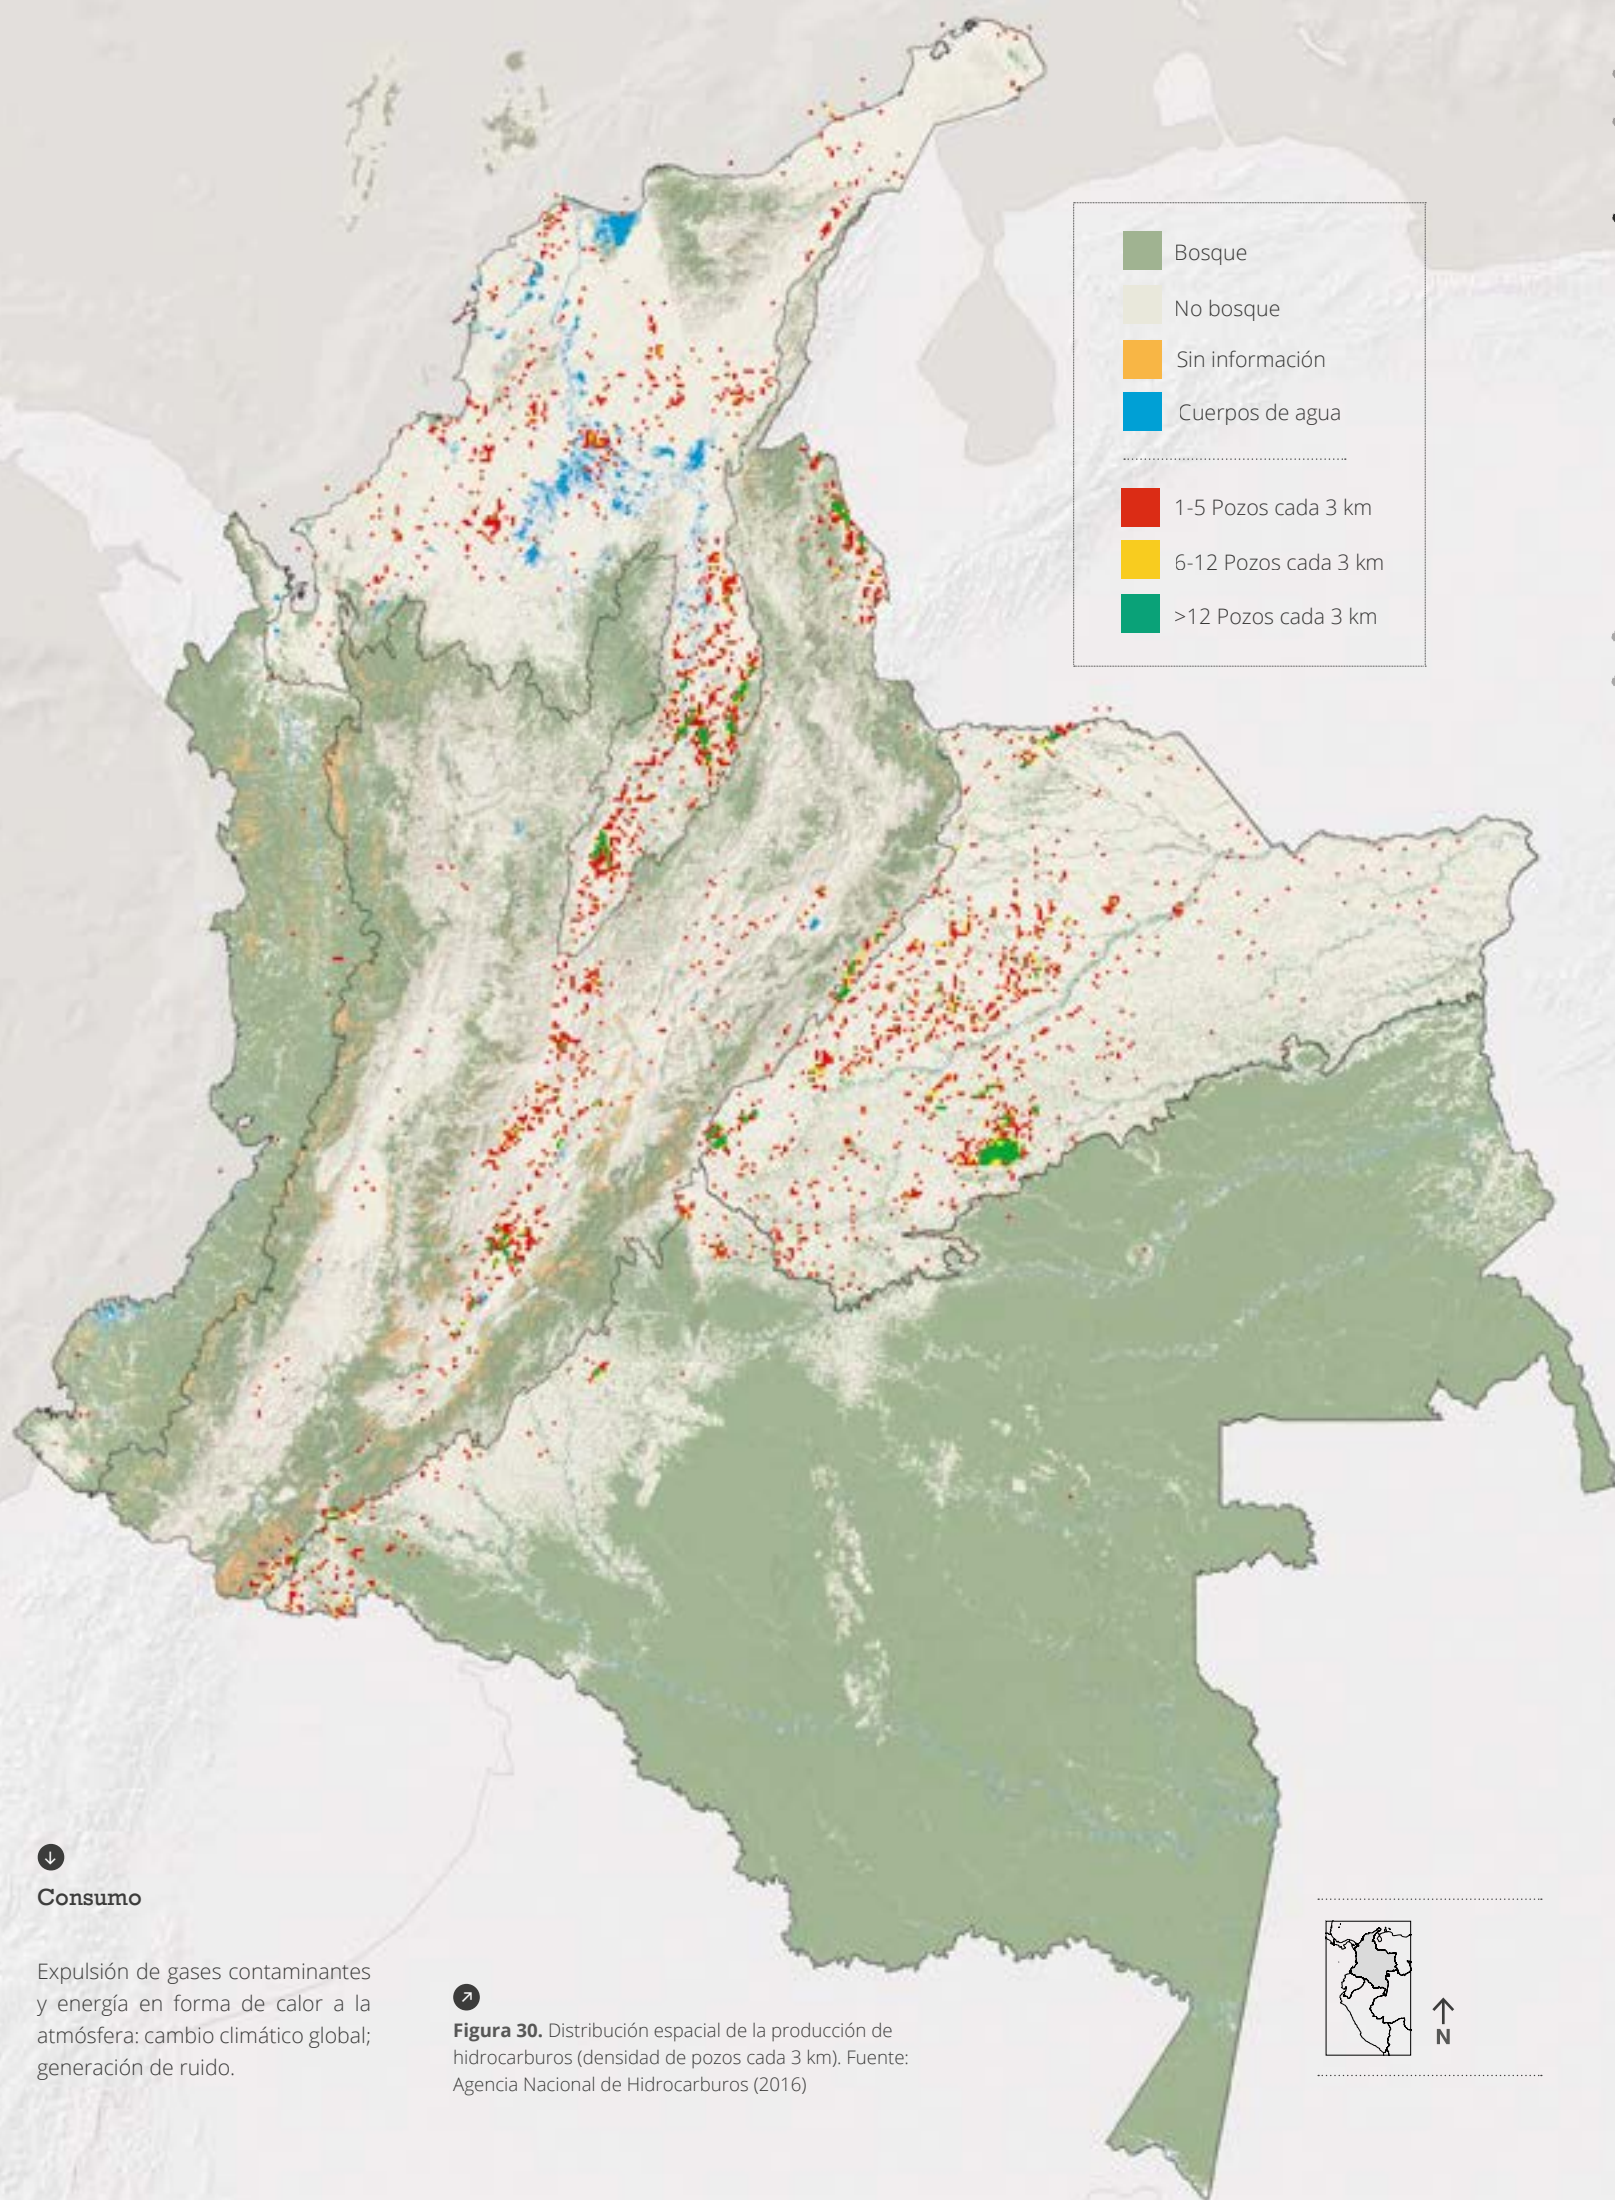 Bosque
No bosque
Sin información
Cuerpos de agua
1-5 Pozos cada 3 km
6-12 Pozos cada 3 km
>12 Pozos cada 3 km
Consumo
Expulsión de gases contaminantes
y energía en forma de calor a la
atmósfera: cambio climático global;
generación de ruido.
Figura 30. Distribución espacial de la producción de
hidrocarburos (densidad de pozos cada 3 km). Fuente:
Agencia Nacional de Hidrocarburos (2016)
N